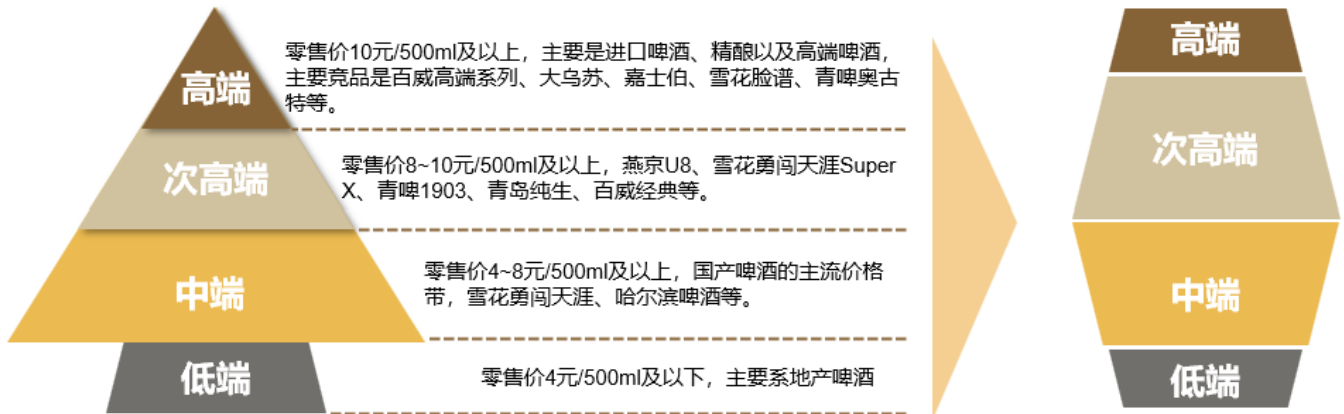 高端
零售价10元/500ml及以上，主要是进口啤酒、精酿以及高端啤酒，
主要竞品是百威高端系列、大乌苏、嘉士伯、雪花脸谱、青啤奥古
特等。
次高端
零售价8~10元/500ml及以上，燕京U8、雪花勇闯天涯Super
X、青啤1903、青岛纯生、百威经典等。
中端
零售价4~8元/500ml及以上，国产啤酒的主流价格
带，雪花勇闯天涯、哈尔滨啤酒等。
低端
零售价4元/500ml及以下，主要系地产啤酒
高端
次高端
中端
低端